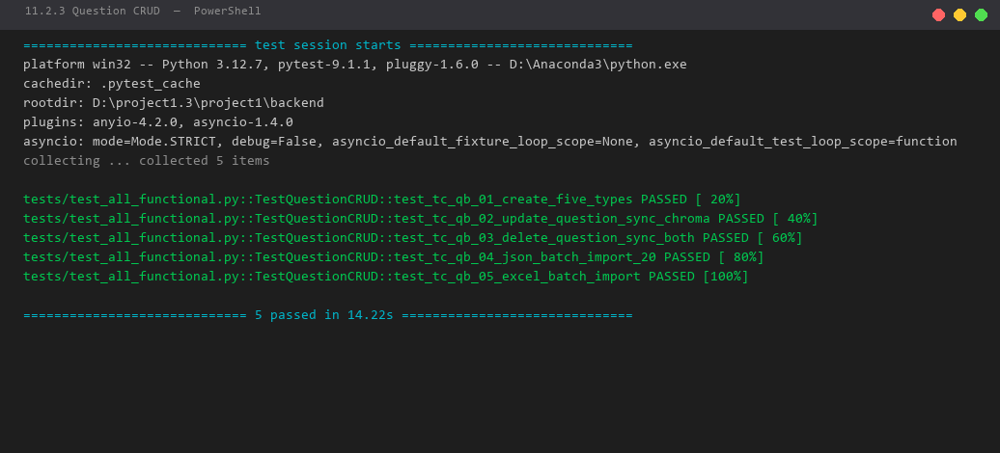 11.2.3 Question CRUD — PowerShell
============================= test session starts =============================
platform win32 -- Python 3.12.7, pytest-9.1.1, pluggy-1.6.0 -- D:\Anaconda3\python.exe
cachedir: .pytest_cache
rootdir: D:\project1.3\project1\backend
plugins: anyio-4.2.0, asyncio-1.4.0
asyncio: mode=Mode.STRICT, debug=False, asyncio_default_fixture_loop_scope=None, asyncio_default_test_loop_scope=function
collecting ... collected 5 items
tests/test_all_functional.py::TestQuestionCRUD::test_tc_qb_01_create_five_types PASSED [ 20%]
tests/test_all_functional.py::TestQuestionCRUD::test_tc_qb_02_update_question_sync_chroma PASSED [ 40%]
tests/test_all_functional.py::TestQuestionCRUD::test_tc_qb_03_delete_question_sync_both PASSED [ 60%]
tests/test_all_functional.py::TestQuestionCRUD::test_tc_qb_04_json_batch_import_20 PASSED [ 80%]
tests/test_all_functional.py::TestQuestionCRUD::test_tc_qb_05_excel_batch_import PASSED [100%]
============================= 5 passed in 14.22s ==============================